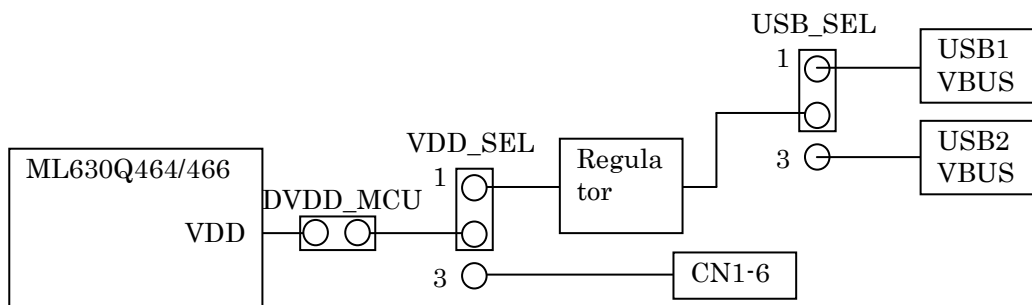 USB_SEL
1
USB1
VBUS
VDD_SEL
Regula
tor
3
USB2
VBUS
ML630Q464/466
1
DVDD_MCU
VDD
3
CN1-6